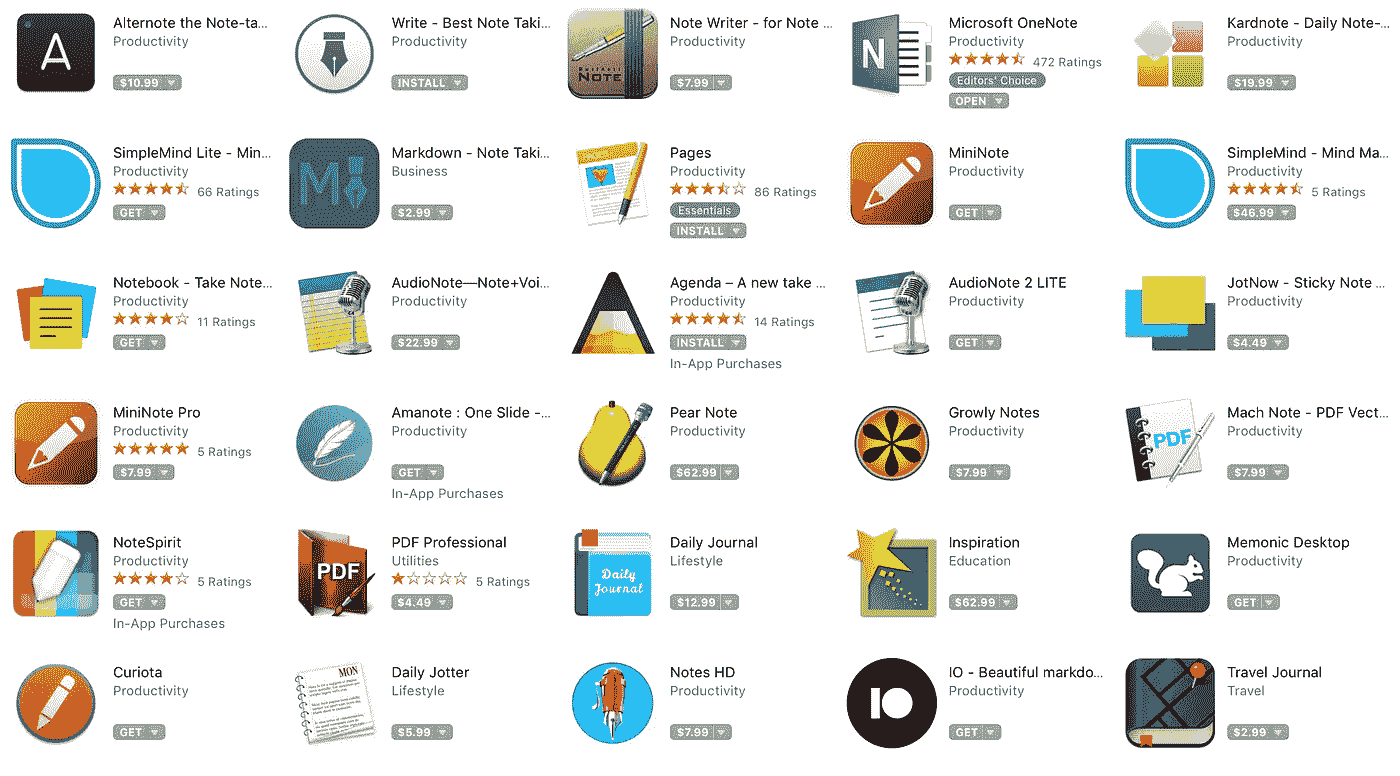 Alternote the Note-ta...
Productivity
$10.99
Write - Best Note Taki...
Productivity
INSTALL
Note Writer - for Note ...
Productivity
$7.99
NOTE
Microsoft OneNote
Productivity
472 Ratings
Editors' Choice
OPEN
N
Kardnote - Daily Note-...
Productivity
$19.99
A
SimpleMind Lite - Min...
Productivity
66 Ratings
GET
Markdown - Note Taki...
Business
$2.99
M
Pages
Productivity
86 Ratings
Essentials
INSTALL
MiniNote
Productivity
GET
SimpleMind - Mind Ma...
Productivity
5 Ratings
$46.99
Notebook - Take Note...
Productivity
11 Ratings
GET
AudioNote—Note+Voi...
Productivity
$22.99
Agenda – A new take ...
Productivity
14 Ratings
INSTALL
In-App Purchases
AudioNote 2 LITE
Productivity
GET
JotNow - Sticky Note ...
Productivity
$4.49
MiniNote Pro
Productivity
5 Ratings
$7.99
Amanote : One Slide -...
Productivity
GET
In-App Purchases
Pear Note
Productivity
$62.99
Growly Notes
Productivity
$7.99
PDF
Mach Note - PDF Vect...
Productivity
$7.99
NoteSpirit
Productivity
5 Ratings
GET
In-App Purchases
PDF
PDF Professional
Utilities
5 Ratings
$4.49
Daily
Journal
Daily Journal
Lifestyle
$12.99
Inspiration
Education
$62.99
Memonic Desktop
Productivity
GET
Curiota
Productivity
GET
MON
Daily Jotter
Lifestyle
$5.99
Notes HD
Productivity
$7.99
IO
IO - Beautiful markdo...
Productivity
GET
Travel Journal
Travel
$2.99